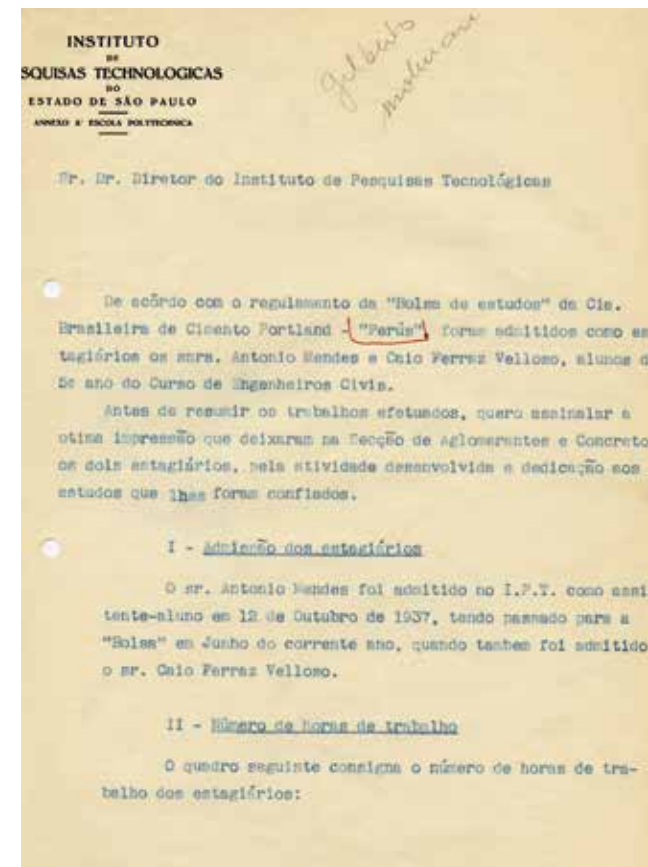 INSTITUTO
DE
SQUISAS TECHNOLOGICAS
DO
ESTADO DE SÃO PAULO
ANNEXO A' ESCOLA POLYTECHNICA
Gilberto
Molinari
Sr. Dr. Diretor do Instituto de Pesquisas Tecnológicas
De acôrdo com o regulamento da "Bolsa de estudos" da Cia.
Brasileira de Cimento Portland - "Perús", foram admitidos como es
tagiários os snrs. Antonio Mendes e Caio Ferraz Velloso, alunos d
5º ano do Curso de Engenheiros Civis.
Antes de resumir os trabalhos efetuados, quero assinalar a
otima impressão que deixaram na Secção de Aglomerantes e Concreto
os dois estagiários, pela atividade desenvolvida e dedicação aos
estudos que lhes foram confiados.
I - Admissão dos estagiários
O sr. Antonio Mendes foi admitido no I.P.T. como assi
tente-aluno em 12 de Outubro de 1937, tendo passado para a
"Bolsa" em Junho do corrente ano, quando tambem foi admitido
o sr. Caio Ferraz Velloso.
II - Número de horas de trabalho
O quadro seguinte consigna o número de horas de tra-
balho dos estagiários: